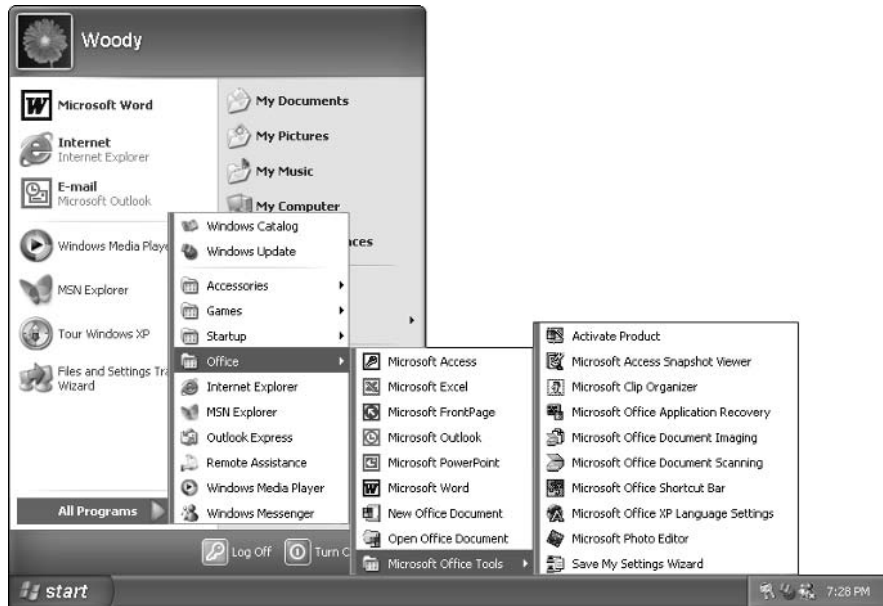 Woody
Microsoft Word
Internet
Internet Explorer
E-mail
Microsoft Outlook
Windows Media Playe
MSN Explorer
Tour Windows XP
Files and Settings Tra
Wizard
All Programs
My Documents
My Pictures
My Music
My Computer
ces
Windows Catalog
Windows Update
Accessories
Games
Startup
Office
Internet Explorer
MSN Explorer
Outlook Express
Remote Assistance
Windows Media Player
Windows Messenger
Microsoft Access
Microsoft Excel
Microsoft FrontPage
Microsoft Outlook
Microsoft PowerPoint
Microsoft Word
New Office Document
Open Office Document
Microsoft Office Tools
Activate Product
Microsoft Access Snapshot Viewer
Microsoft Clip Organizer
Microsoft Office Application Recovery
Microsoft Office Document Imaging
Microsoft Office Document Scanning
Microsoft Office Shortcut Bar
Microsoft Office XP Language Settings
Microsoft Photo Editor
Save My Settings Wizard
Log Off
Turn C
start
7:28 PM